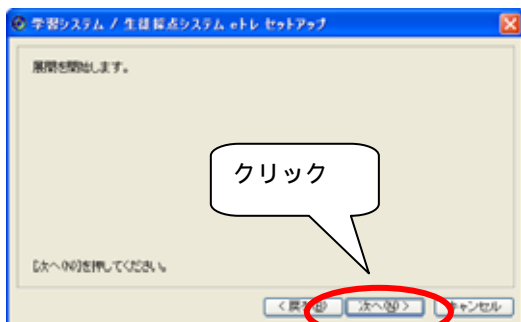 学習システム / 生徒採点システム eトレ セットアップ
展開を開始します。
クリック
[次へ(N)]を押してください。
< 戻る(B)
次へ(N) >
キャンセル